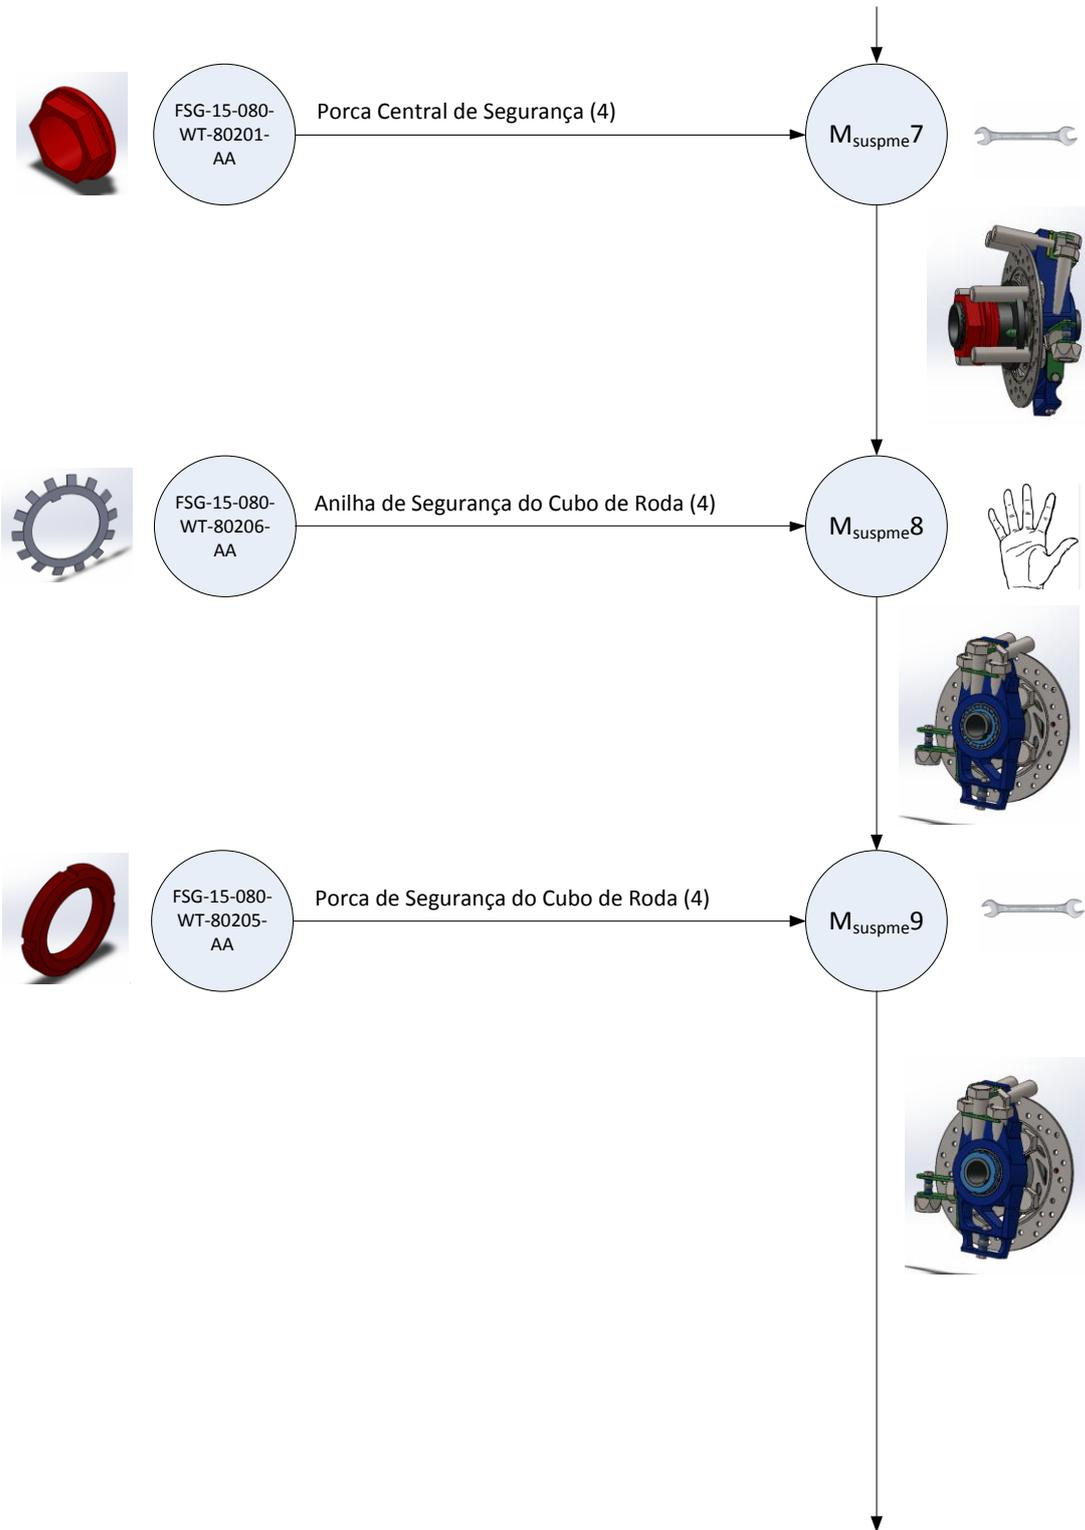 FSG-15-080-
WT-80201-
AA
Porca Central de Segurança (4)
Msuspme7
FSG-15-080-
WT-80206-
AA
Anilha de Segurança do Cubo de Roda (4)
Msuspme8
FSG-15-080-
WT-80205-
AA
Porca de Segurança do Cubo de Roda (4)
Msuspme9